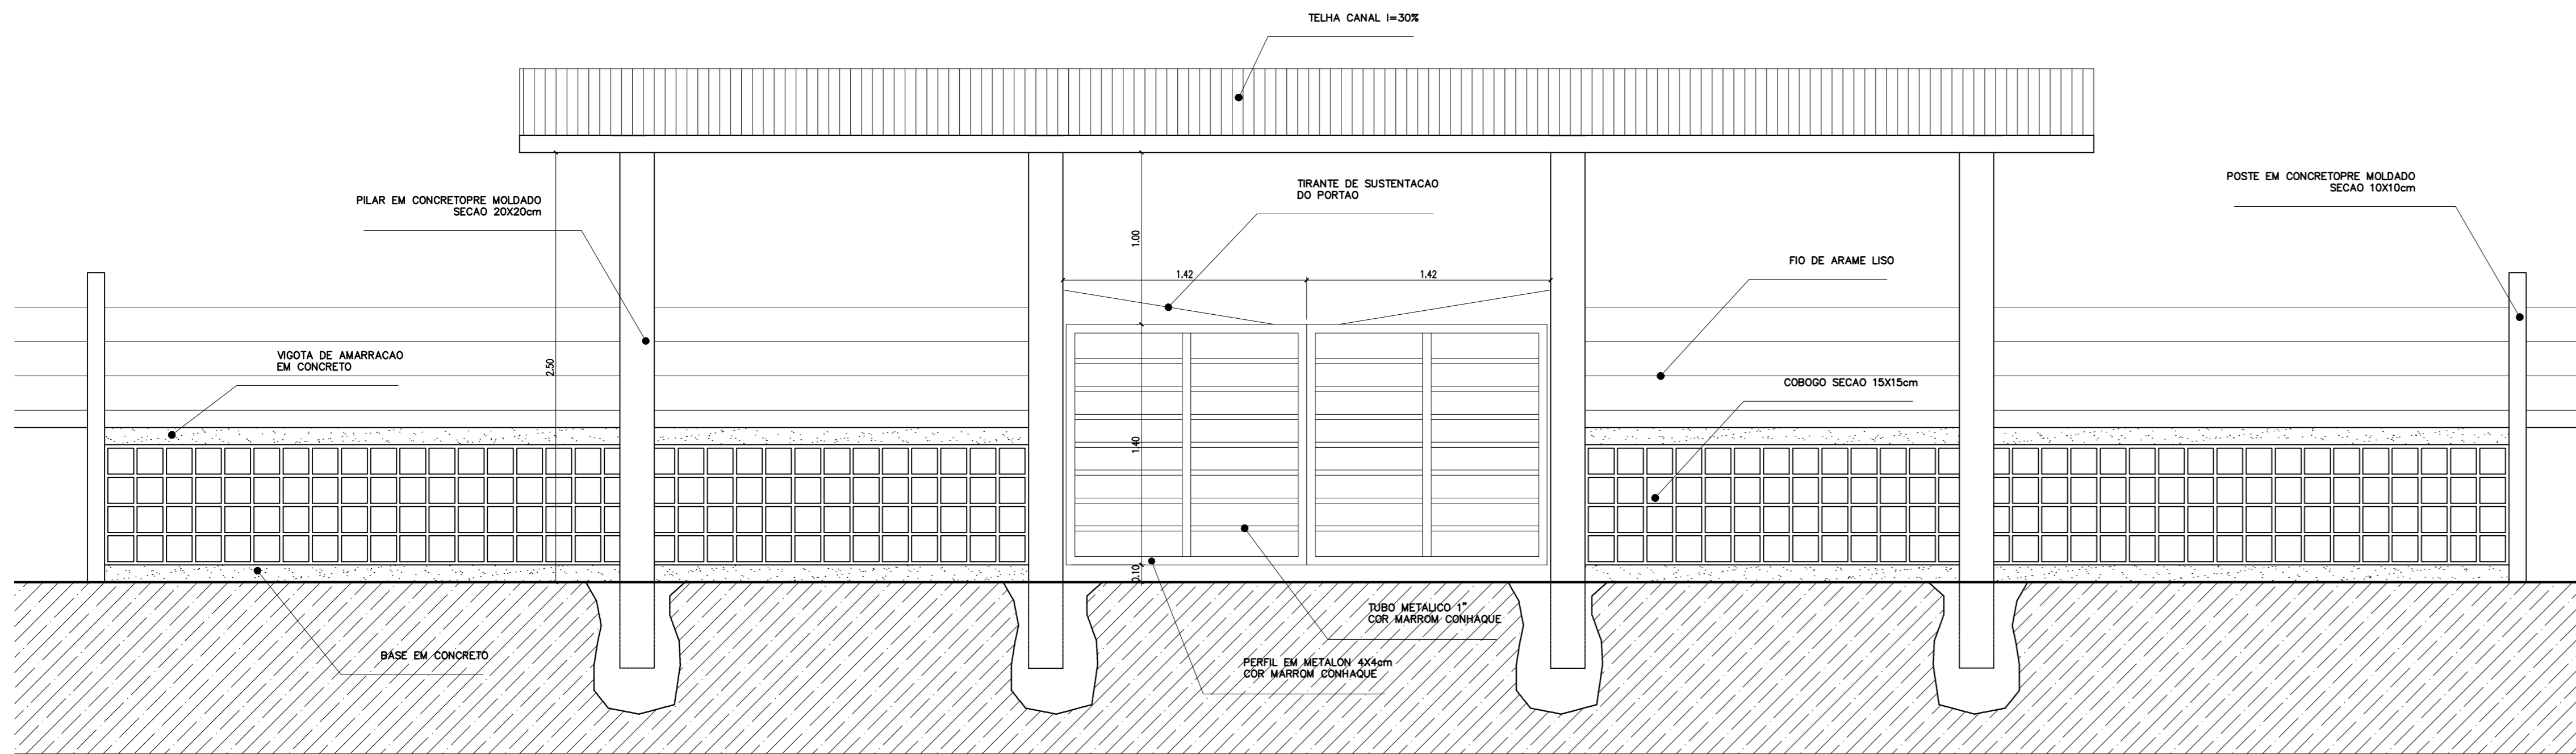 TELHA CANAL I=30%
PILAR EM CONCRETOPRE MOLDADO
SECAO 20X20cm
TIRANTE DE SUSTENTACAO
DO PORTAO
POSTE EM CONCRETOPRE MOLDADO
SECAO 10X10cm
1.00
1.42
1.42
FIO DE ARAME LISO
VIGOTA DE AMARRACAO
EM CONCRETO
2.50
COBOGO SECAO 15X15cm
1.40
0.10
TUBO METALICO 1"
COR MARROM CONHAQUE
BASE EM CONCRETO
PERFIL EM METALON 4X4cm
COR MARROM CONHAQUE